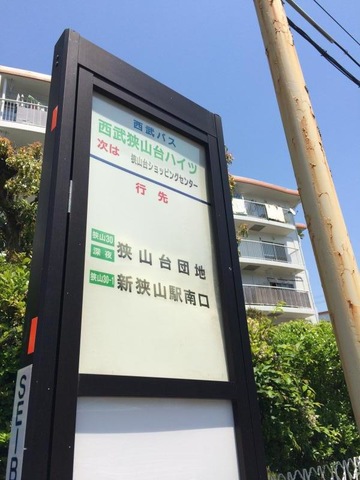 西武バス
西武狭山台ハイツ
次は 狭山台ショッピングセンター
行先
狭山30
深夜 狭山台団地
狭山30-1 新狭山駅南口
SEIB